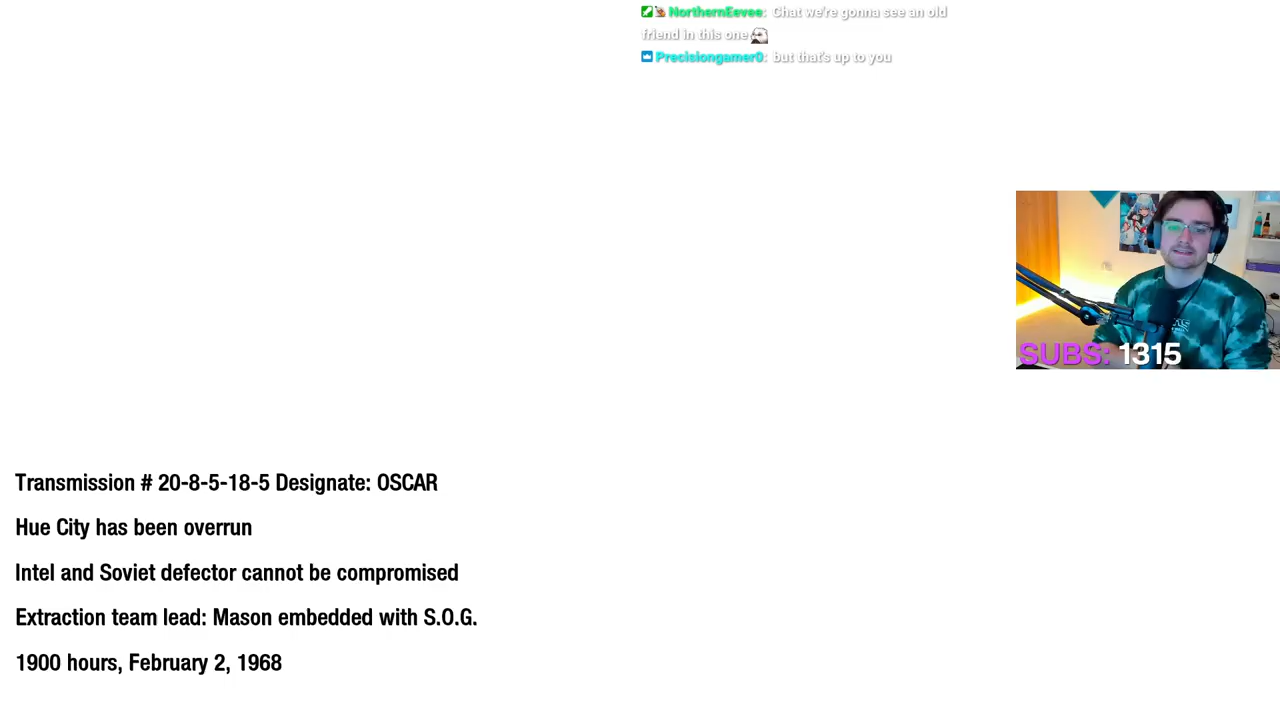 NorthernEevee: Chat we're gonna see an old
friend in this one
Precisiongamer0: but that's up to you
SUBS: 1315
Transmission # 20-8-5-18-5 Designate: OSCAR
Hue City has been overrun
Intel and Soviet defector cannot be compromised
Extraction team lead: Mason embedded with S.O.G.
1900 hours, February 2, 1968